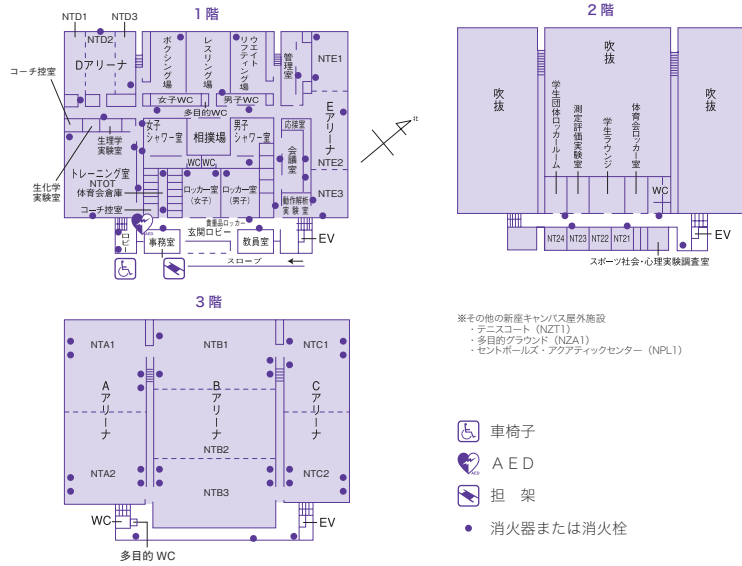 1階
NTD1
NTD3
NTD2
Dアリーナ
コーチ控室
ボクシング場
レスリング場
ウエイトリフティング場
管理室
NTE1
女子WC
男子WC
多目的WC
Eアリーナ
生理学
実験室
女子
シャワー室
相撲場
男子
シャワー室
応接室
会議室
NTE2
生化学
実験室
トレーニング室
NTOT
体育会倉庫
コーチ控室
WC
WC
ロッカー室
(女子)
ロッカー室
(男子)
動作解析
実験室
NTE3
貴重品ロッカー
AED
ロビー
事務室
玄関ロビー
教員室
EV
スロープ
北
2階
吹抜
吹抜
吹抜
学生団体ロッカールーム
測定評価実験室
学生ラウンジ
体育会ロッカー室
WC
NT24
NT23
NT22
NT21
EV
スポーツ社会・心理実験調査室
3階
NTA1
NTB1
NTC1
Aアリーナ
Bアリーナ
Cアリーナ
NTB2
NTA2
NTB3
NTC2
WC
EV
多目的WC
※その他の新座キャンパス屋外施設
・テニスコート(NZT1)
・多目的グラウンド(NZA1)
・セントポールズ・アクアティックセンター(NPL1)
車椅子
AED
AED
担 架
消火器または消火栓